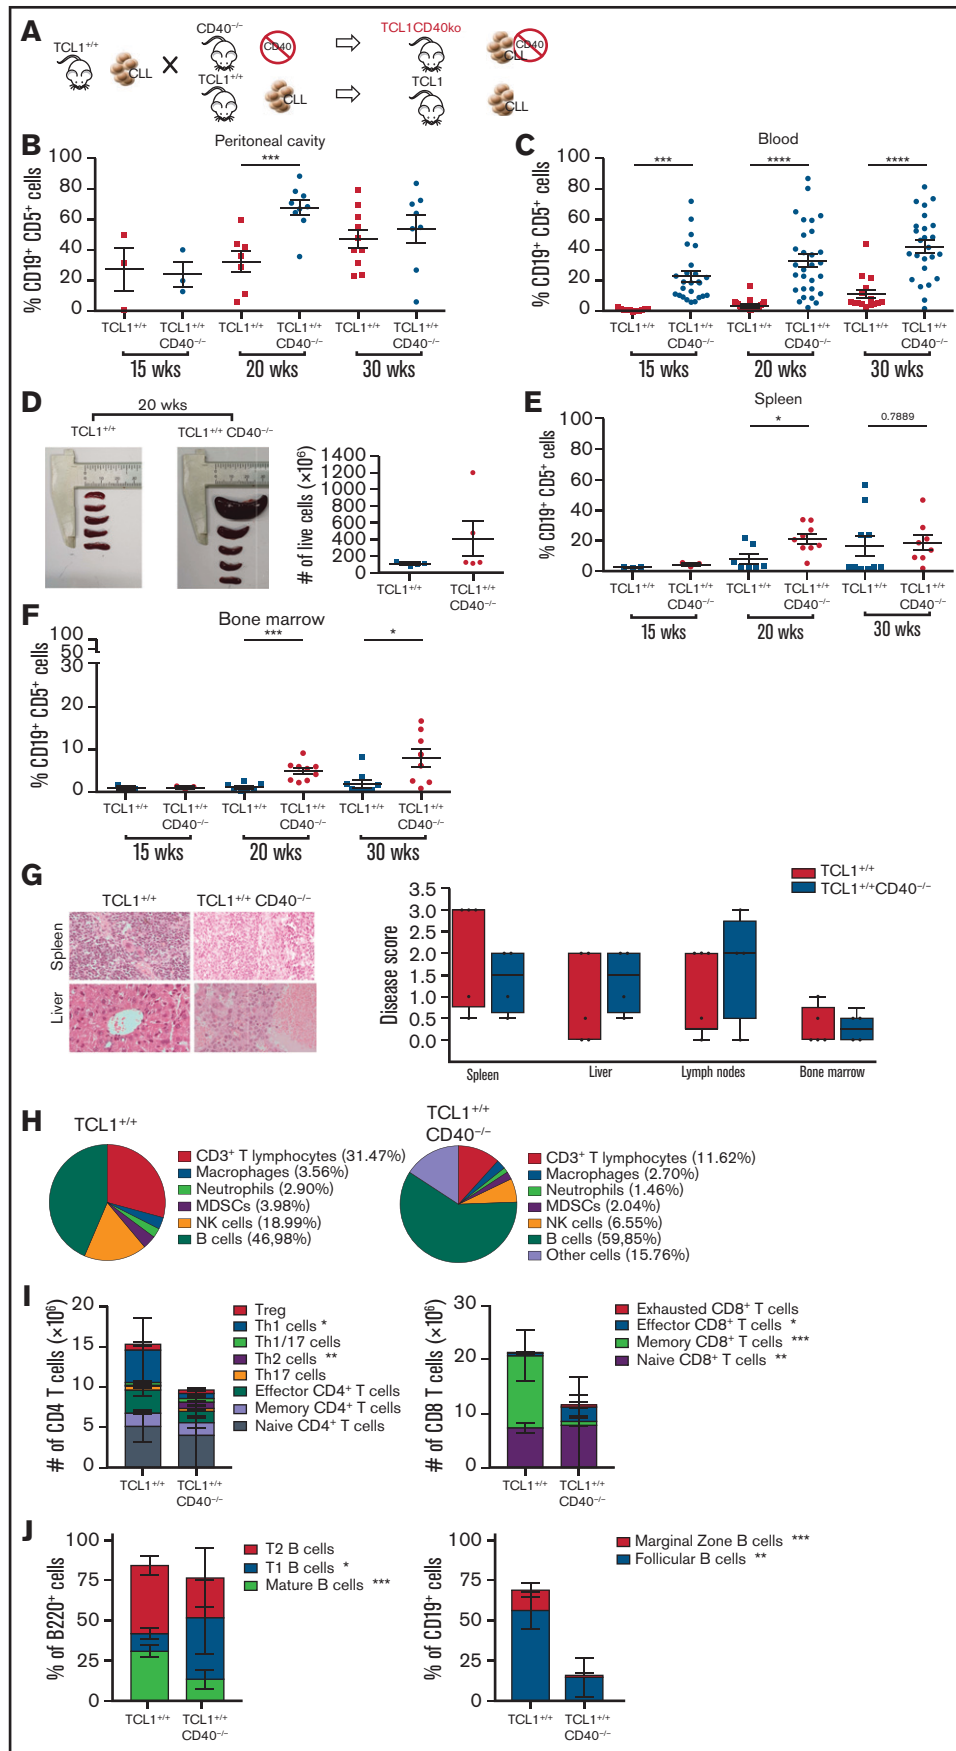 A
TCL1+/+
CLL
CD40−/−
CD40
TCL1+/+
CLL
TCL1CD40ko
CD40
CLL
TCL1
CLL
B
Peritoneal cavity
% CD19+ CD5+ cells
100
80
60
40
20
0
***
TCL1+/+
TCL1+/+
CD40−/−
TCL1+/+
TCL1+/+
CD40−/−
TCL1+/+
TCL1+/+
CD40−/−
15 wks
20 wks
30 wks
C
Blood
% CD19+ CD5+ cells
100
80
60
40
20
0
***
****
****
TCL1+/+
TCL1+/+
CD40−/−
TCL1+/+
TCL1+/+
CD40−/−
TCL1+/+
TCL1+/+
CD40−/−
15 wks
20 wks
30 wks
D
20 wks
TCL1+/+
TCL1+/+ CD40−/−
# of live cells (×10⁶)
1400
1200
1000
800
600
400
200
0
TCL1+/+
TCL1+/+
CD40−/−
E
Spleen
% CD19+ CD5+ cells
100
80
60
40
20
0
*
0.7889
TCL1+/+
TCL1+/+
CD40−/−
TCL1+/+
TCL1+/+
CD40−/−
TCL1+/+
TCL1+/+
CD40−/−
15 wks
20 wks
30 wks
F
Bone marrow
% CD19+ CD5+ cells
100
50
30
20
10
0
***
*
TCL1+/+
TCL1+/+
CD40−/−
TCL1+/+
TCL1+/+
CD40−/−
TCL1+/+
TCL1+/+
CD40−/−
15 wks
20 wks
30 wks
G
TCL1+/+
TCL1+/+ CD40−/−
Spleen
Liver
TCL1+/+
TCL1+/+CD40−/−
Disease score
3.5
3.0
2.5
2.0
1.5
1.0
0.5
0.0
Spleen
Liver
Lymph nodes
Bone marrow
H
TCL1+/+
CD3+ T lymphocytes (31.47%)
Macrophages (3.56%)
Neutrophils (2.90%)
MDSCs (3.98%)
NK cells (18.99%)
B cells (46,98%)
TCL1+/+
CD40−/−
CD3+ T lymphocytes (11.62%)
Macrophages (2.70%)
Neutrophils (1.46%)
MDSCs (2.04%)
NK cells (6.55%)
B cells (59,85%)
Other cells (15.76%)
I
# of CD4 T cells (×10⁶)
20
15
10
5
0
TCL1+/+
TCL1+/+
CD40−/−
Treg
Th1 cells *
Th1/17 cells
Th2 cells **
Th17 cells
Effector CD4+ T cells
Memory CD4+ T cells
Naive CD4+ T cells
# of CD8 T cells (×10⁶)
30
20
10
0
TCL1+/+
TCL1+/+
CD40−/−
Exhausted CD8+ T cells
Effector CD8+ T cells *
Memory CD8+ T cells ***
Naive CD8+ T cells **
J
% of B220+ cells
100
75
50
25
0
TCL1+/+
TCL1+/+
CD40−/−
T2 B cells
T1 B cells *
Mature B cells ***
% of CD19+ cells
100
75
50
25
0
TCL1+/+
TCL1+/+
CD40−/−
Marginal Zone B cells ***
Follicular B cells **